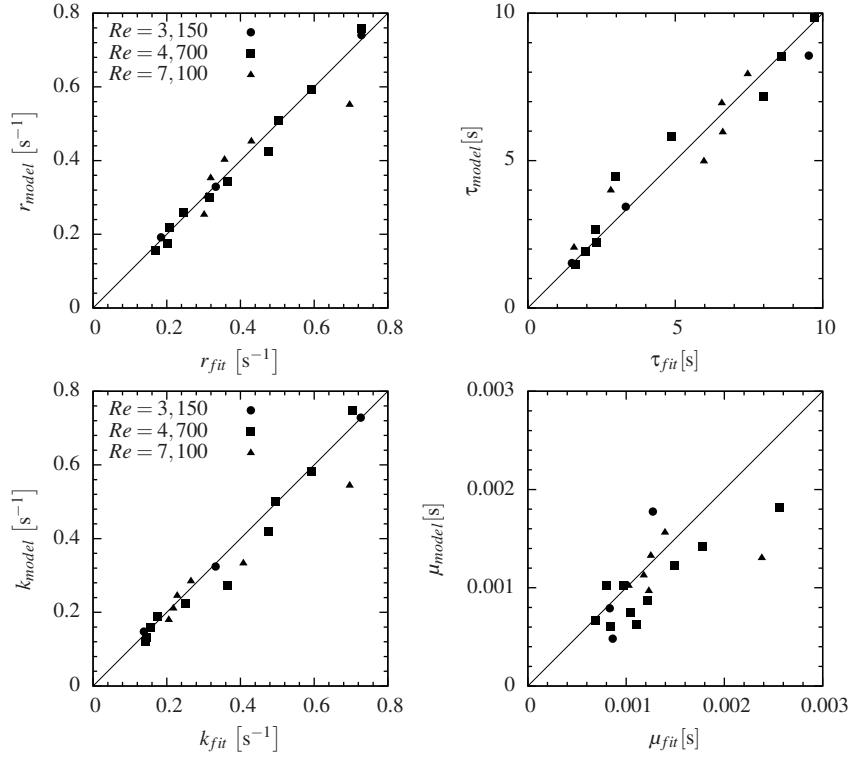 0.8
0.6
0.4
0.2
0
r_model [s⁻¹]
Re = 3,150
Re = 4,700
Re = 7,100
0 0.2 0.4 0.6 0.8
r_fit [s⁻¹]
10
5
0
τ_model[s]
0 5 10
τ_fit[s]
0.8
0.6
0.4
0.2
0
k_model [s⁻¹]
Re = 3,150
Re = 4,700
Re = 7,100
0 0.2 0.4 0.6 0.8
k_fit [s⁻¹]
0.003
0.002
0.001
0
μ_model[s]
0 0.001 0.002 0.003
μ_fit[s]